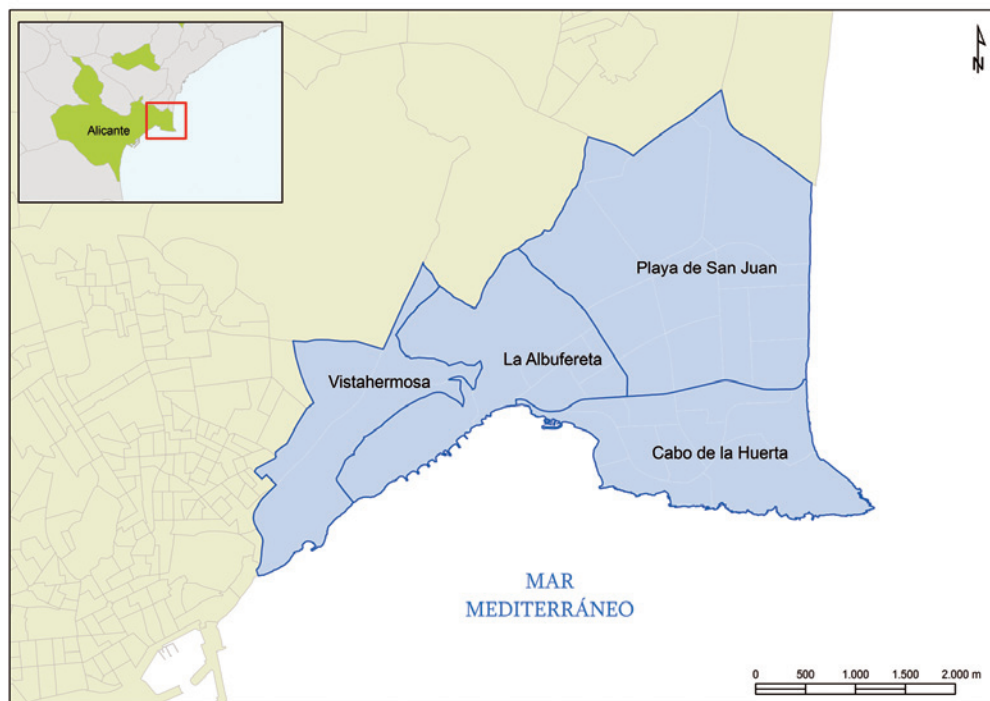 Alicante
N
Playa de San Juan
La Albufereta
Vistahermosa
Cabo de la Huerta
MAR
MEDITERRÁNEO
0 500 1.000 1.500 2.000 m